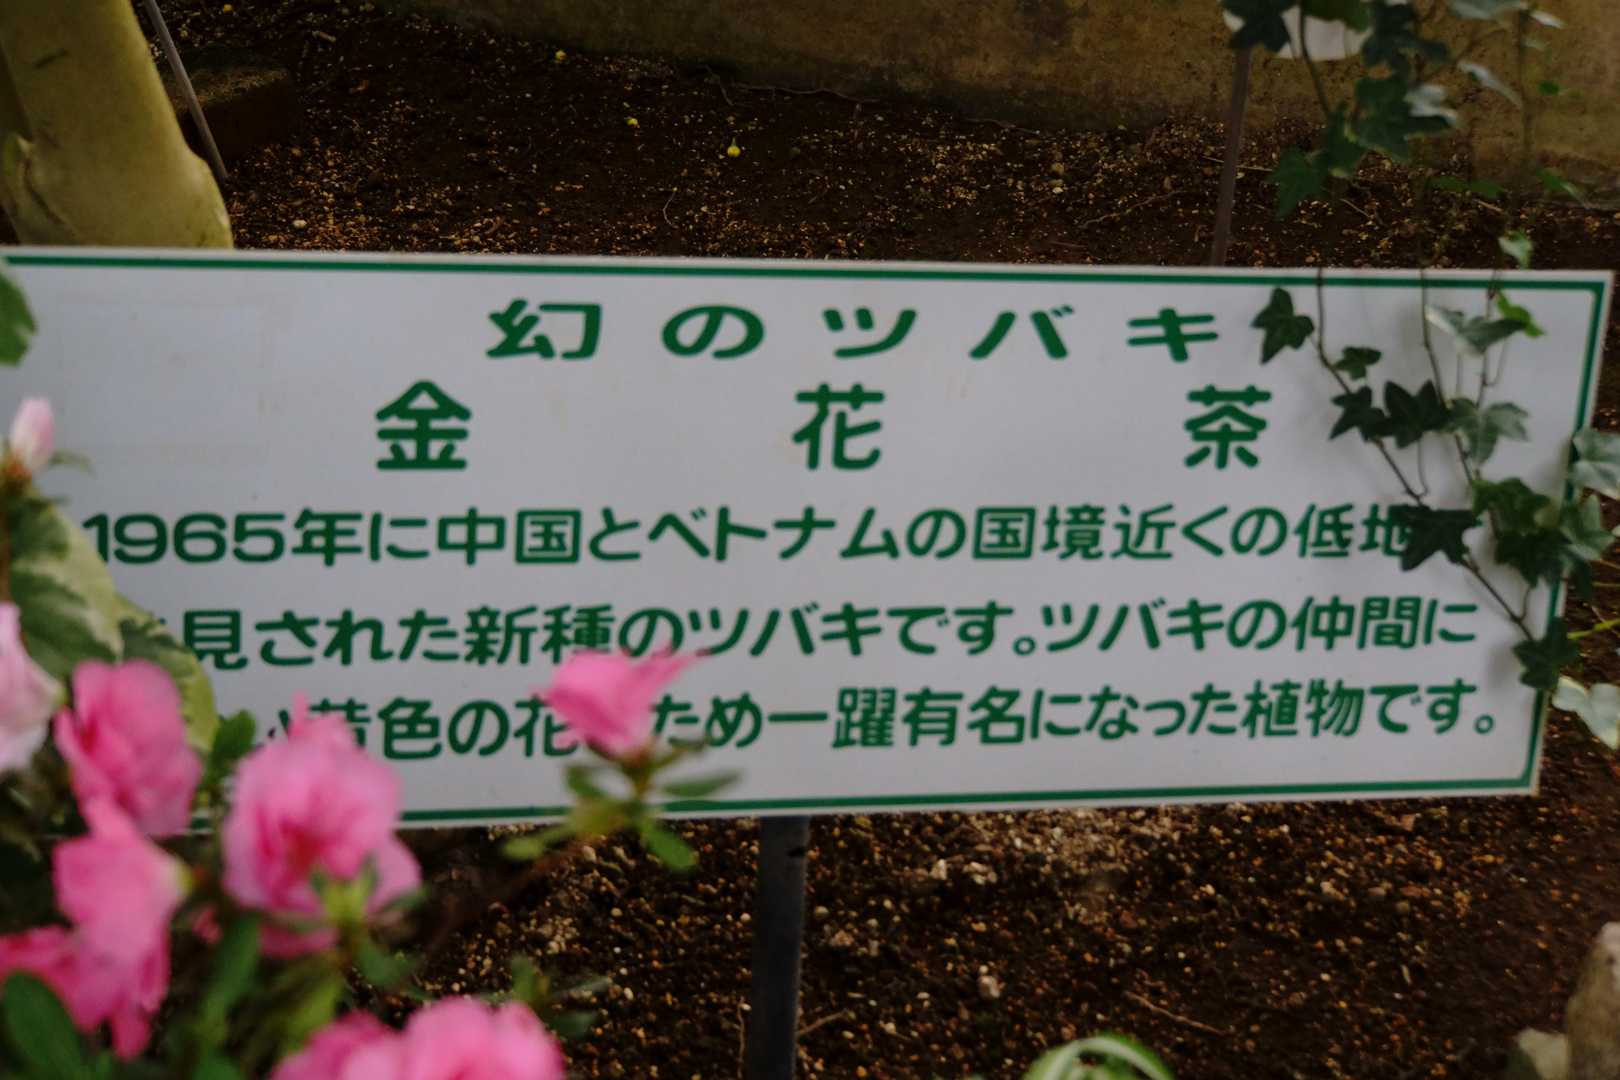 幻のツバキ
金花茶
1965年に中国とベトナムの国境近くの低地
見された新種のツバキです。ツバキの仲間に
い黄色の花 ため一躍有名になった植物です。